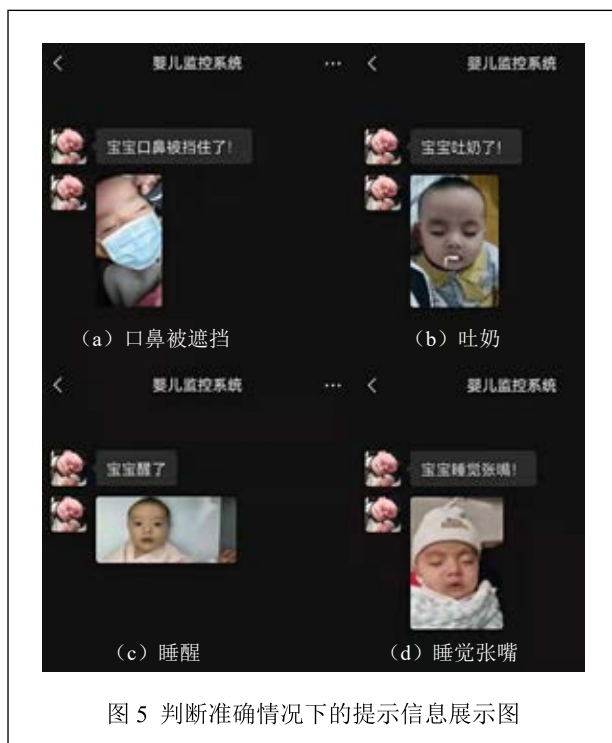 婴儿监控系统 ···
宝宝口鼻被挡住了!
(a)口鼻被遮挡
婴儿监控系统
宝宝吐奶了!
(b)吐奶
婴儿监控系统 ···
宝宝醒了
(c)睡醒
婴儿监控系统
宝宝睡觉张嘴!
(d)睡觉张嘴
图 5 判断准确情况下的提示信息展示图